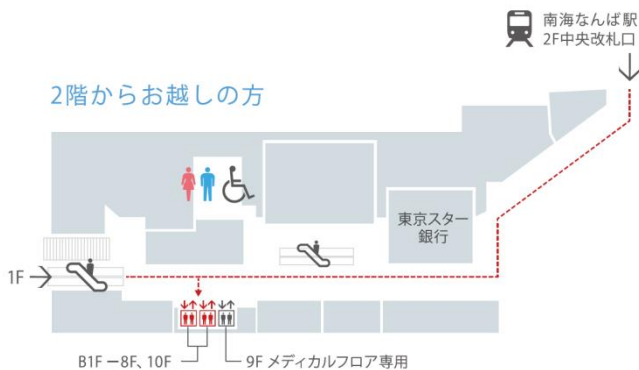 南海なんば駅
2F中央改札口
2階からお越しの方
東京スター
銀行
1F
B1F ー8F、10F
9F メディカルフロア専用